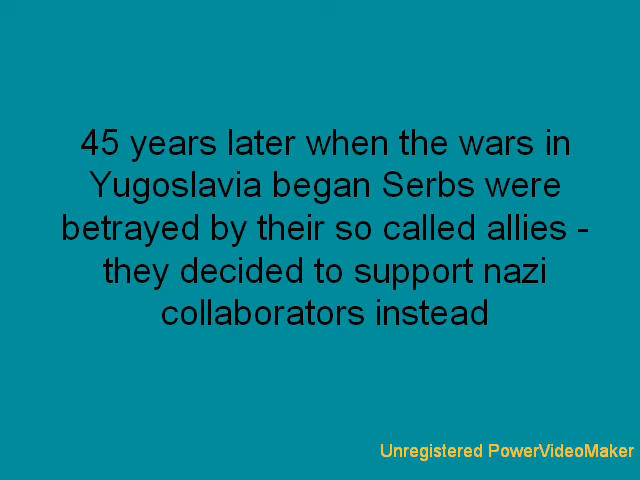 45 years later when the wars in
Yugoslavia began Serbs were
betrayed by their so called allies -
they decided to support nazi
collaborators instead
Unregistered PowerVideoMaker